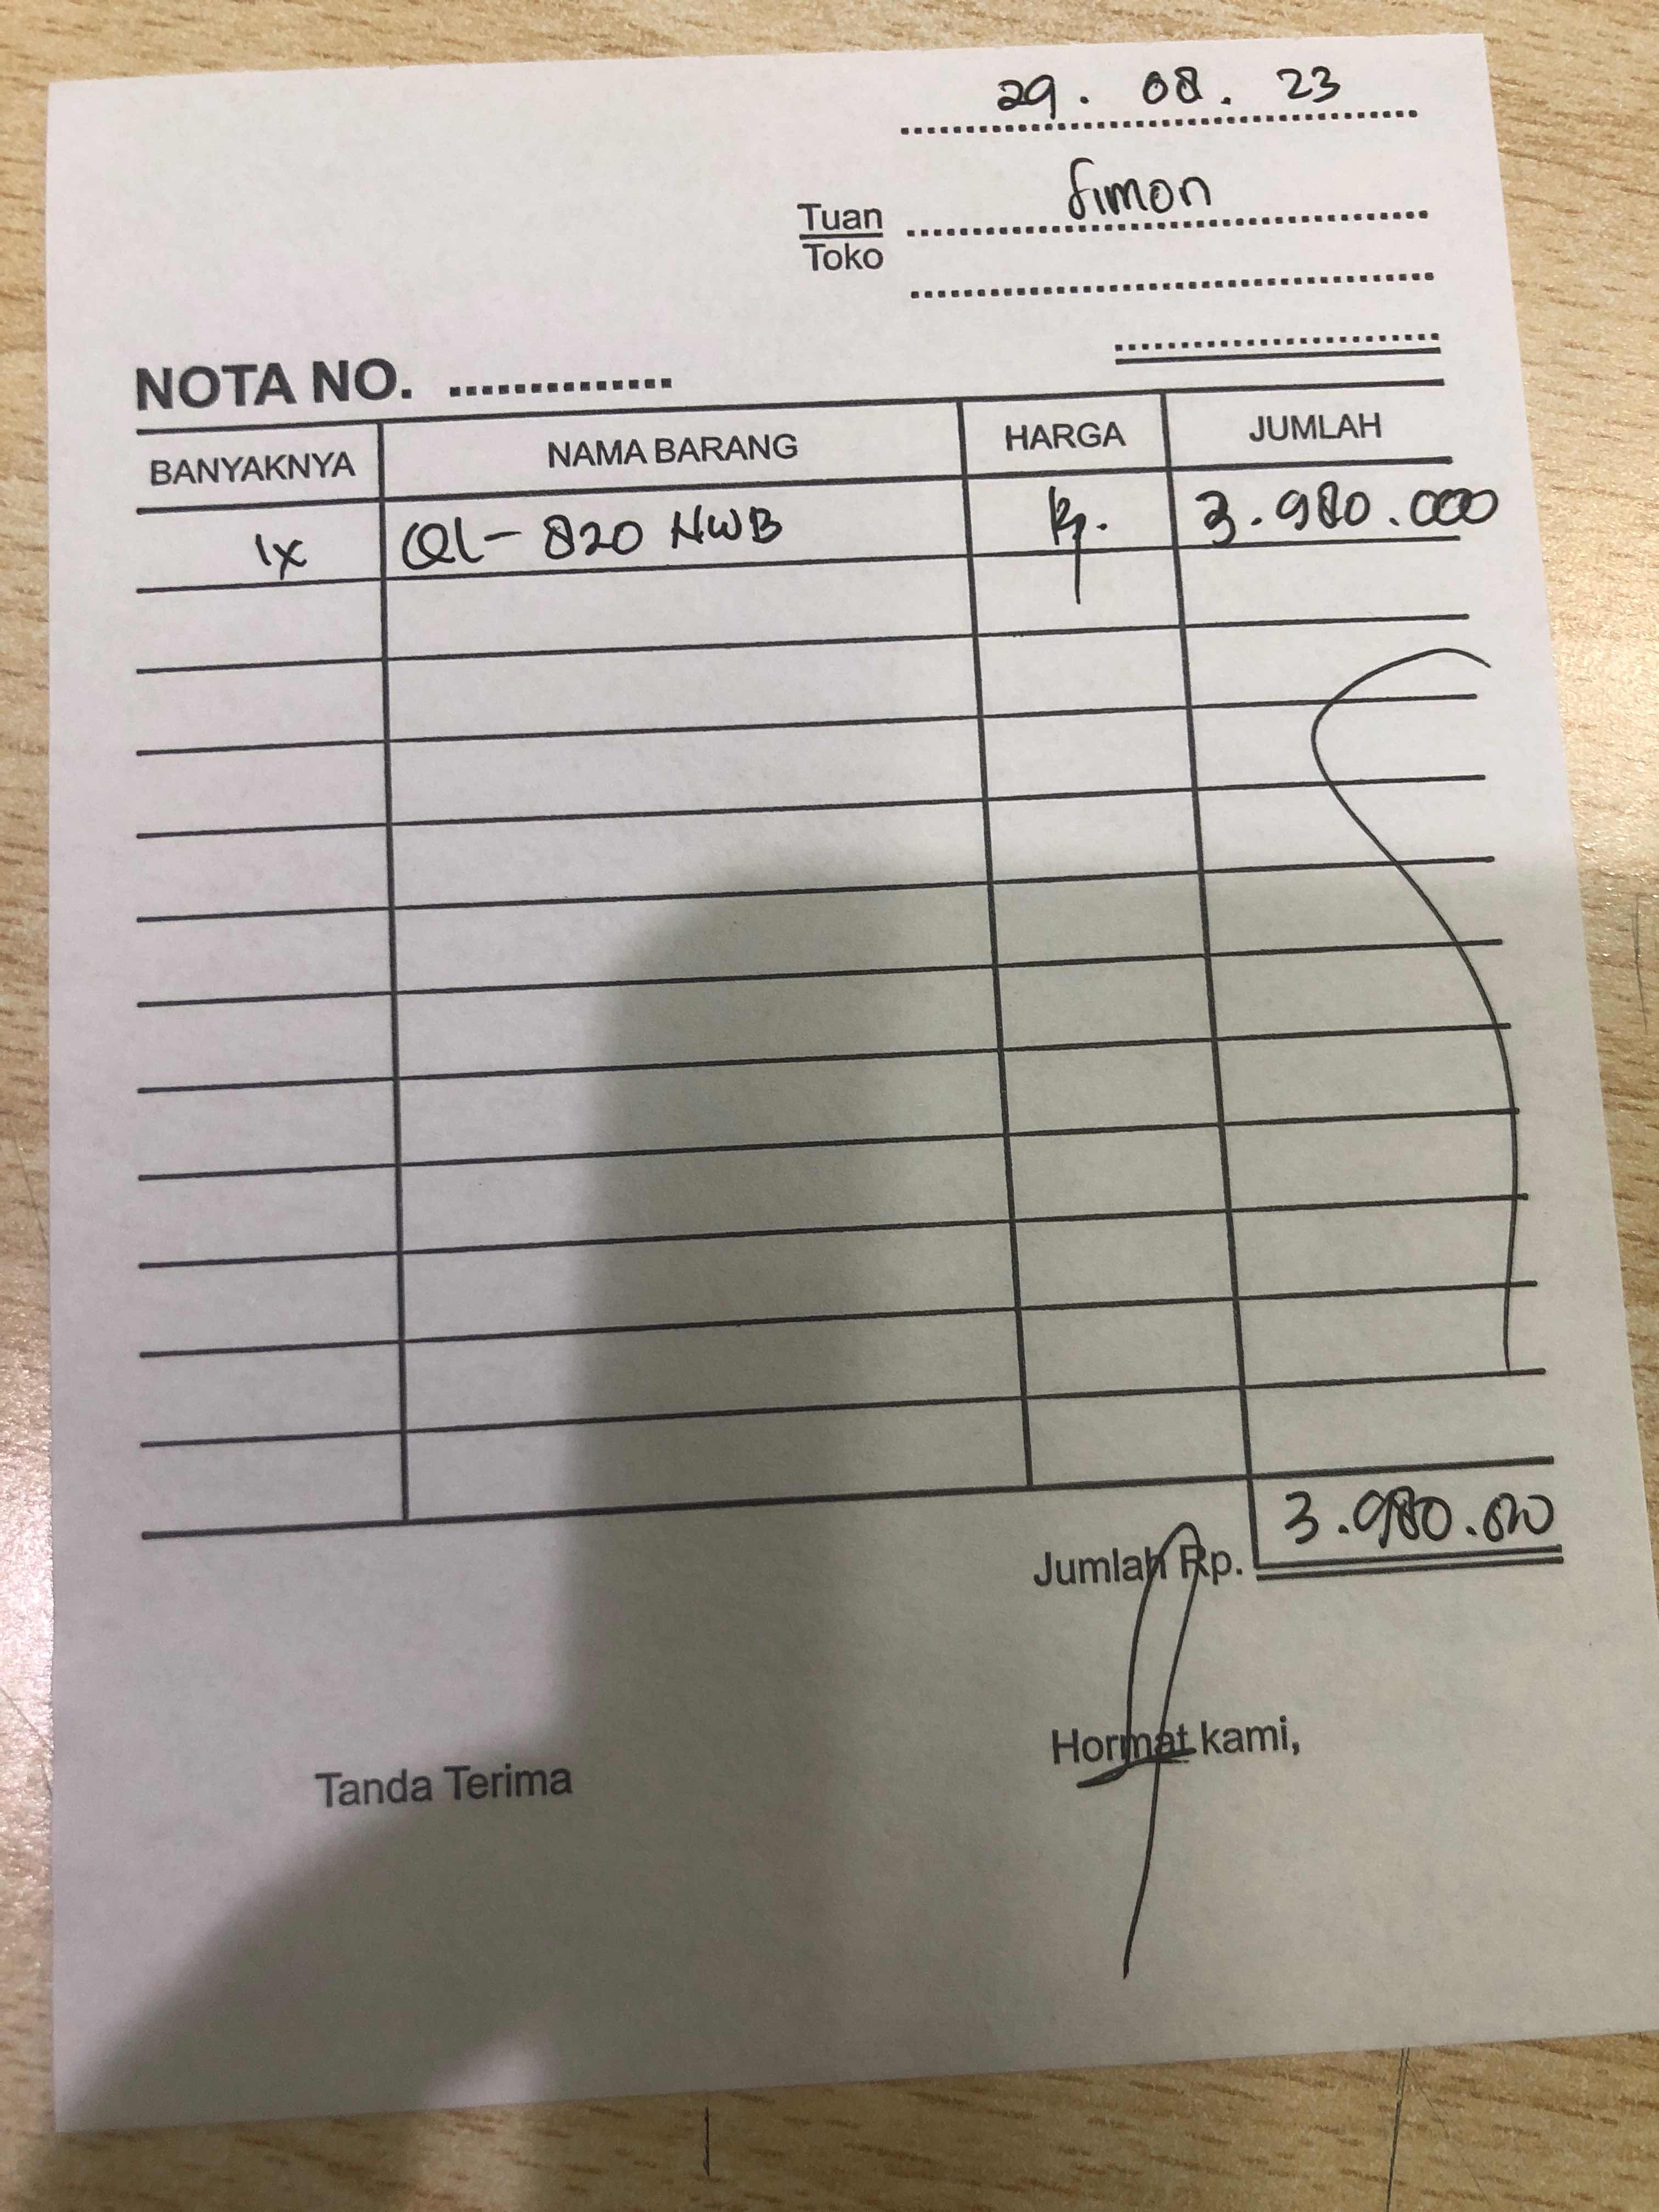 29. 08. 23
Tuan Simon
Toko
NOTA NO. ..............
BANYAKNYA NAMA BARANG HARGA JUMLAH
1x QL- 820 NWB Rp. 3.980.000
Jumlah Rp. 3.980.000
Tanda Terima Hormat kami,